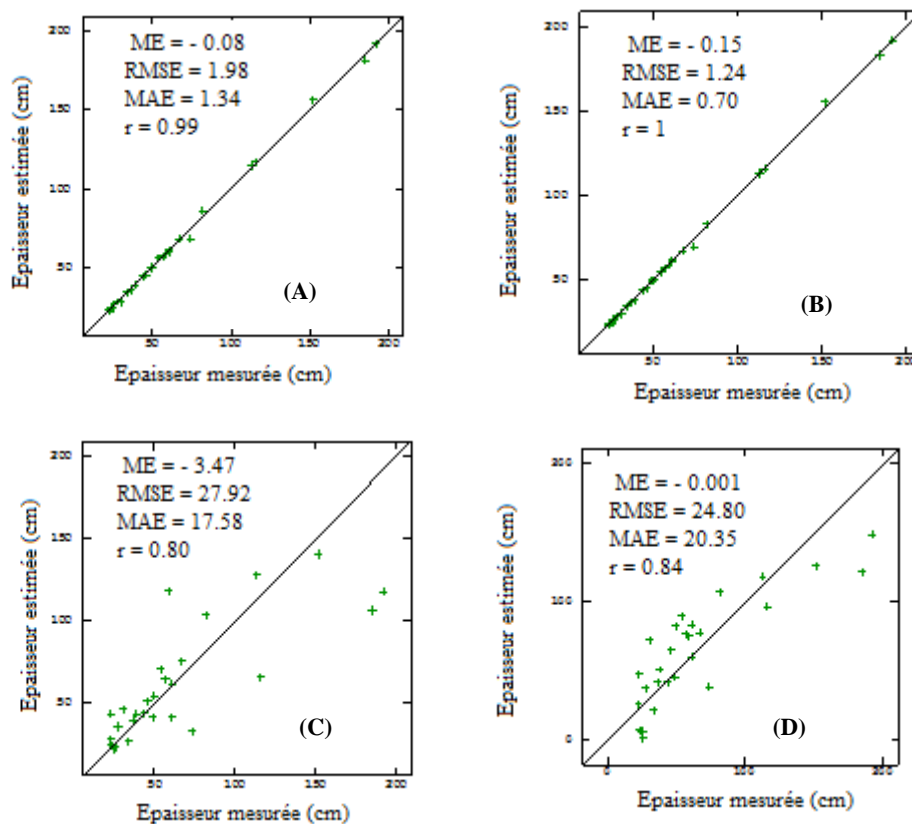 200
150
100
50
ME = - 0.08
RMSE = 1.98
MAE = 1.34
r = 0.99
(A)
50
100
150
200
Epaisseur estimée (cm)
Epaisseur mesurée (cm)
200
150
100
50
ME = - 0.15
RMSE = 1.24
MAE = 0.70
r = 1
(B)
50
100
150
200
Epaisseur estimée (cm)
Epaisseur mesurée (cm)
200
150
100
50
ME = - 3.47
RMSE = 27.92
MAE = 17.58
r = 0.80
(C)
50
100
150
200
Epaisseur estimée (cm)
Epaisseur mesurée (cm)
200
100
0
ME = - 0.001
RMSE = 24.80
MAE = 20.35
r = 0.84
(D)
0
100
200
Epaisseur estimée (cm)
Epaisseur mesurée (cm)